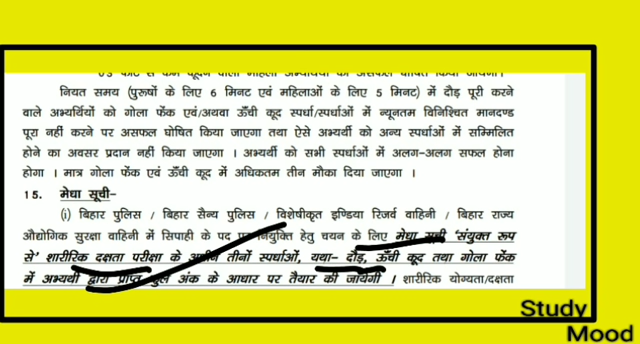 नियत समय (पुरूषों के लिए 6 मिनट एवं महिलाओं के लिए 5 मिनट) में दौड़ पूरी करने
वाले अभ्यर्थियों को गोला फेंक एवं/अथवा ऊँची कूद स्पर्धा/स्पर्धाओं में न्यूनतम विनिश्चित मानदण्ड
पूरा नहीं करने पर असफल घोषित किया जाएगा तथा ऐसे अभ्यर्थी को अन्य स्पर्धाओं में सम्मिलित
होने का अवसर प्रदान नहीं किया जाएगा । अभ्यर्थी को सभी स्पर्धाओं में अलग-अलग सफल होना
होगा । मात्र गोला फेंक एवं ऊँची कूद में अधिकतम तीन मौका दिया जाएगा ।
15. मेधा सूची-
(i) बिहार पुलिस / बिहार सैन्य पुलिस / विशेषीकृत इण्डिया रिजर्व वाहिनी / बिहार राज्य
औद्योगिक सुरक्षा वाहिनी में सिपाही के पद पर नियुक्ति हेतु चयन के लिए मेधा सूची 'संयुक्त रूप
से' शारीरिक दक्षता परीक्षा के अधीन तीनों स्पर्धाओं, यथा- दौड़, ऊँची कूद तथा गोला फेंक
में अभ्यर्थी द्वारा प्राप्त कुल अंक के आधार पर तैयार की जायेगी । शारीरिक योग्यता/दक्षता
Study
Mood